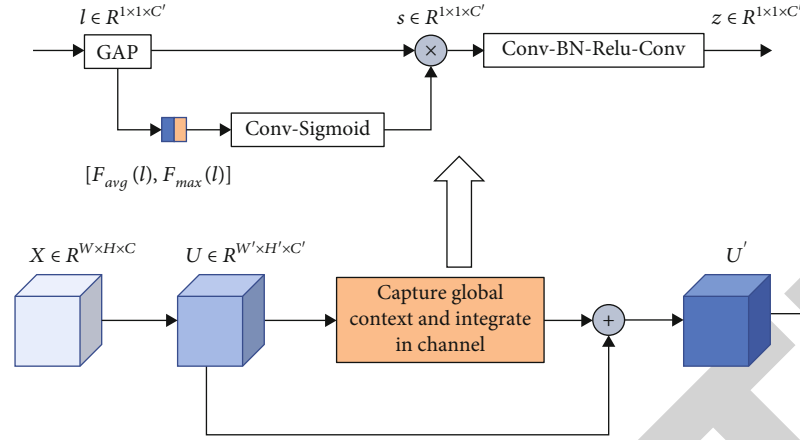 l ∈ R^{1×1×C′}
s ∈ R^{1×1×C′}
z ∈ R^{1×1×C′}
GAP
×
Conv-BN-Relu-Conv
Conv-Sigmoid
[F_{avg} (l), F_{max} (l)]
X ∈ R^{W×H×C}
U ∈ R^{W′×H′×C′}
U′
Capture global
context and integrate
in channel
+